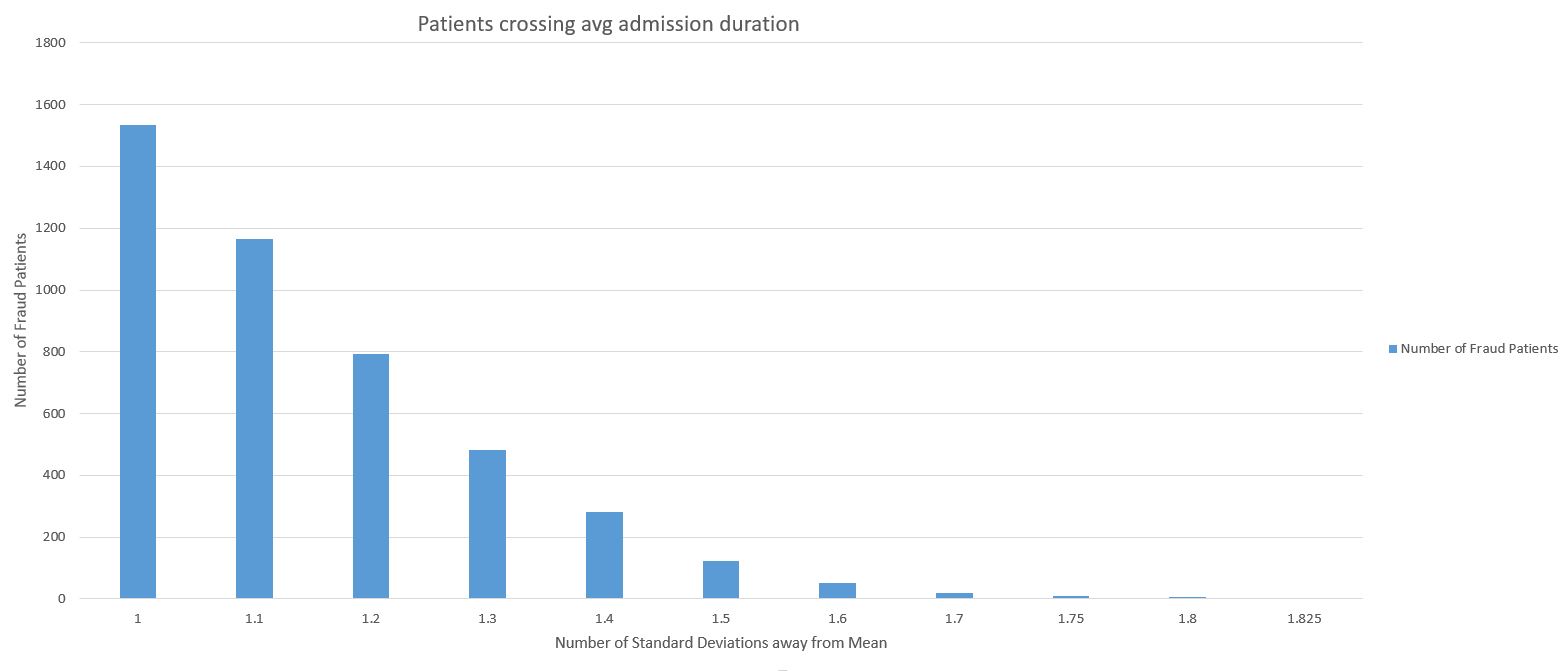 Patients crossing avg admission duration
1800
1600
1400
1200
1000
800
600
400
200
0
Number of Fraud Patients
1 1.1 1.2 1.3 1.4 1.5 1.6 1.7 1.75 1.8 1.825
Number of Standard Deviations away from Mean
Number of Fraud Patients